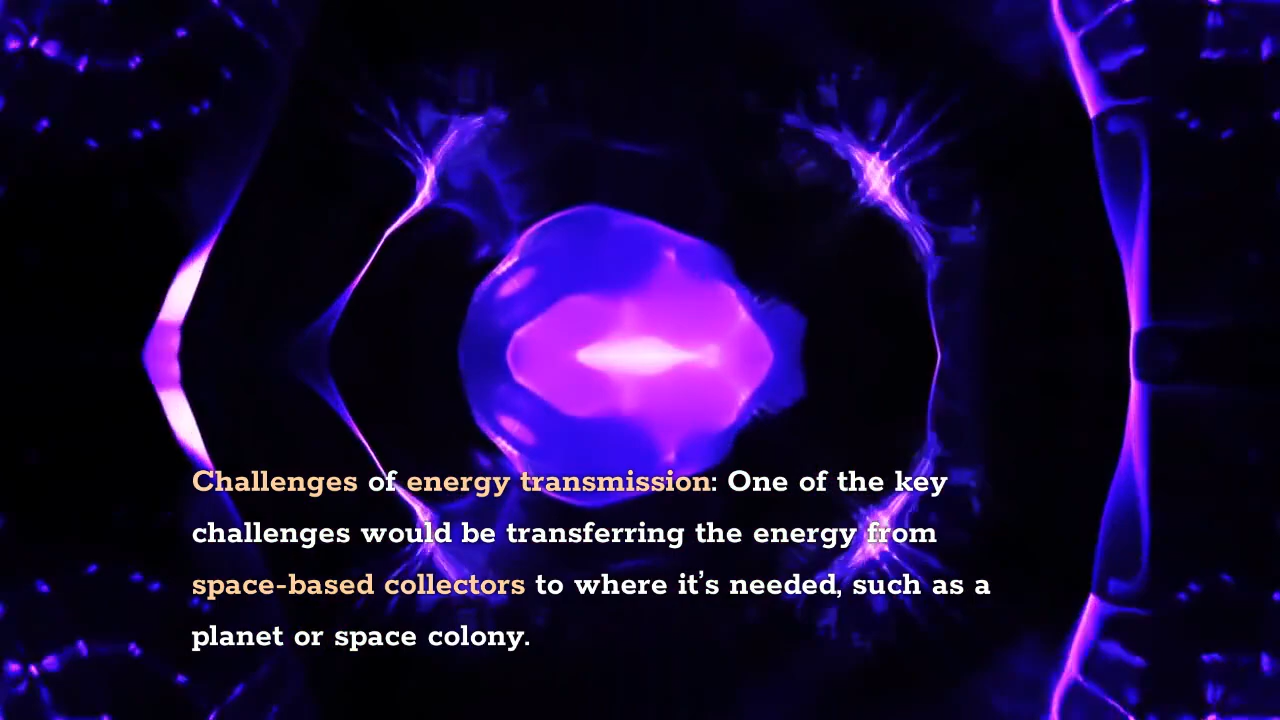 Challenges of energy transmission: One of the key
challenges would be transferring the energy from
space-based collectors to where it's needed, such as a
planet or space colony.